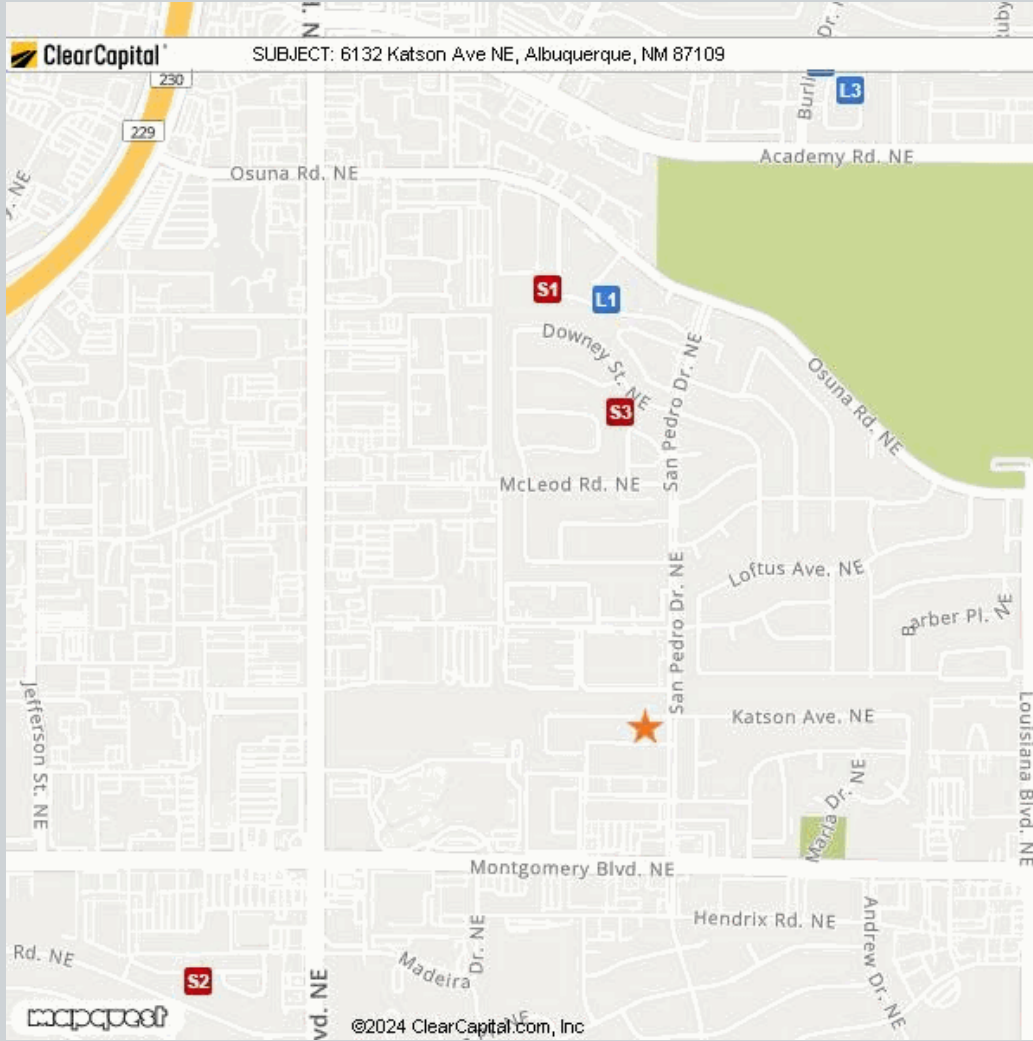 ClearCapital
SUBJECT: 6132 Katson Ave NE, Albuquerque, NM 87109
230
L3
229
Academy Rd. NE
Osuna Rd. NE
S1
L1
Downey St. NE
San Pedro Dr. NE
Osuna Rd. NE
S3
McLeod Rd. NE
San Pedro Dr. NE
Loftus Ave. NE
Barber Pl. NE
Jefferson St. NE
Katson Ave. NE
Louisiana Blvd. NE
Maria Dr. NE
Montgomery Blvd. NE
Hendrix Rd. NE
Andrew Dr. NE
Rd. NE
S2
Madeira
Dr. NE
vd. NE
mapquest
©2024 ClearCapital.com, Inc